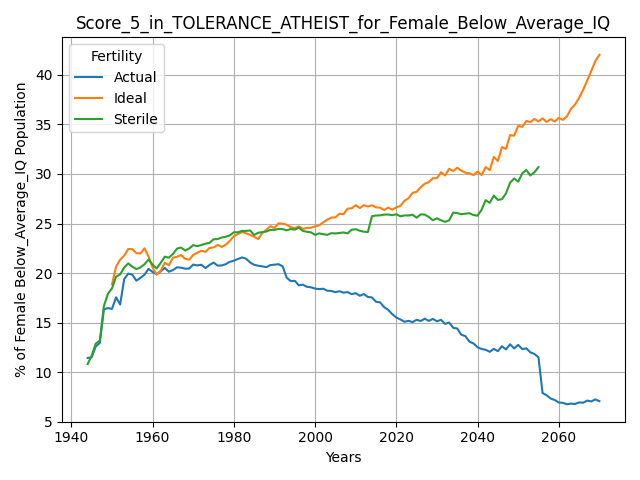 Score_5_in_TOLERANCE_ATHEIST_for_Female_Below_Average_IQ
Fertility
Actual
Ideal
Sterile
% of Female Below_Average_IQ Population
40
35
30
25
20
15
10
5
1940
1960
1980
2000
2020
2040
2060
Years